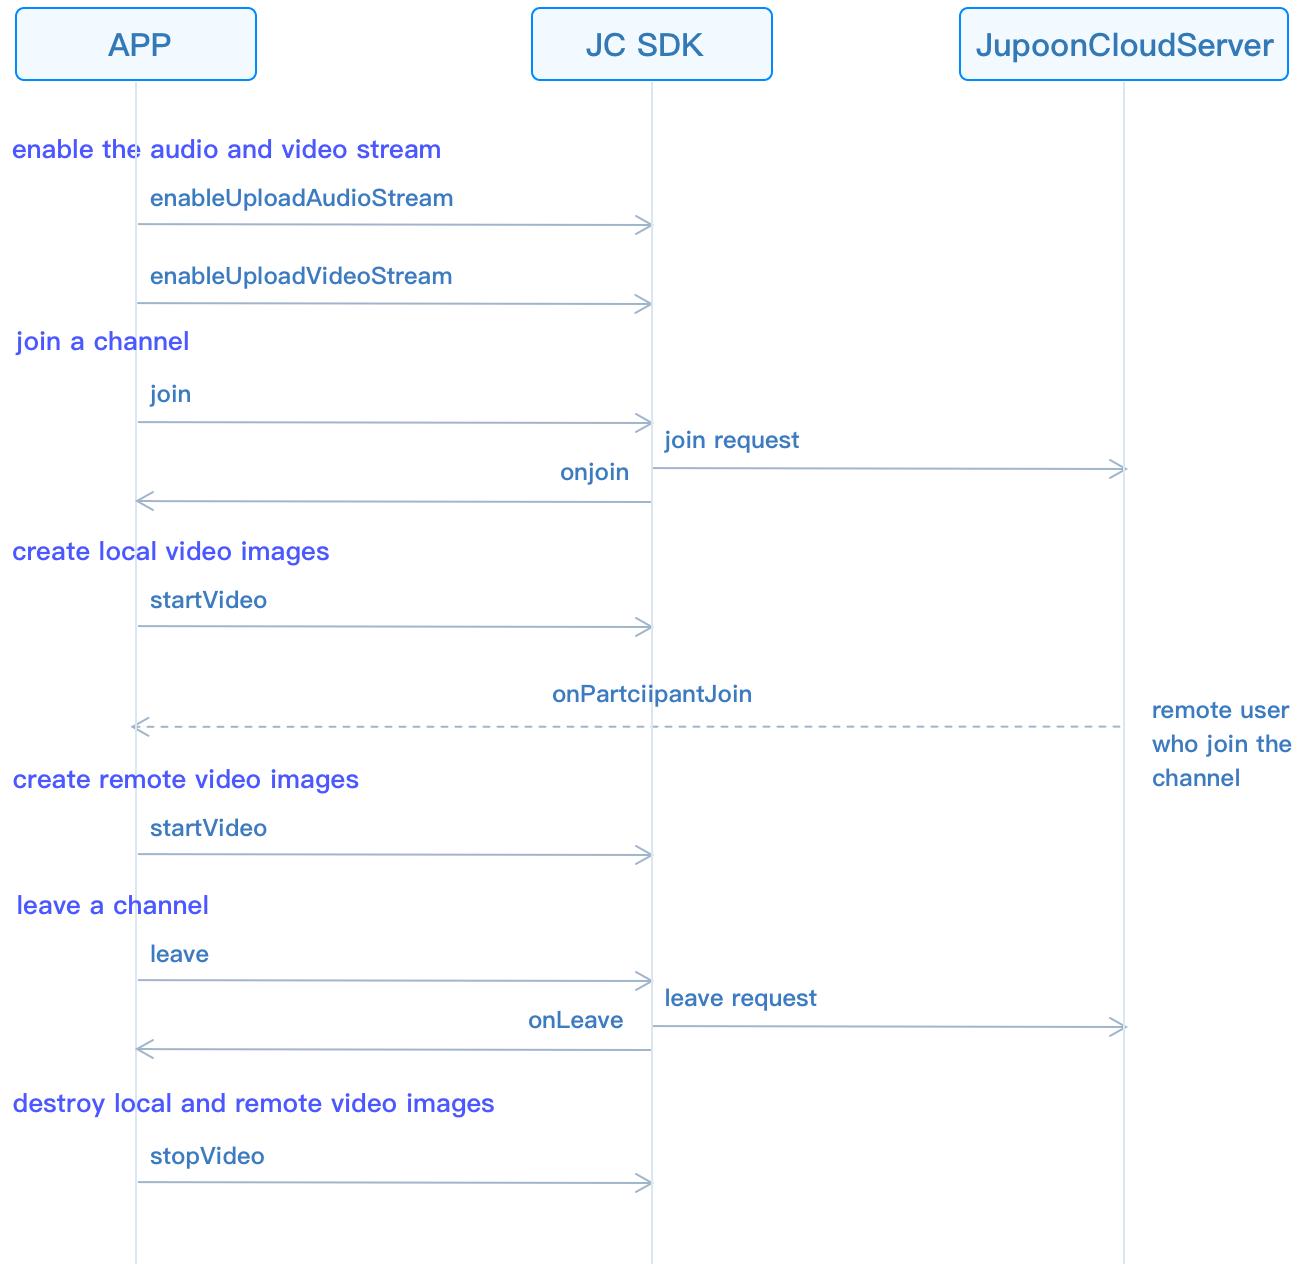 APP
JC SDK
JupoonCloudServer
enable the audio and video stream
enableUploadAudioStream
enableUploadVideoStream
join a channel
join
join request
onjoin
create local video images
startVideo
onPartciipantJoin
remote user
who join the
channel
create remote video images
startVideo
leave a channel
leave
leave request
onLeave
destroy local and remote video images
stopVideo